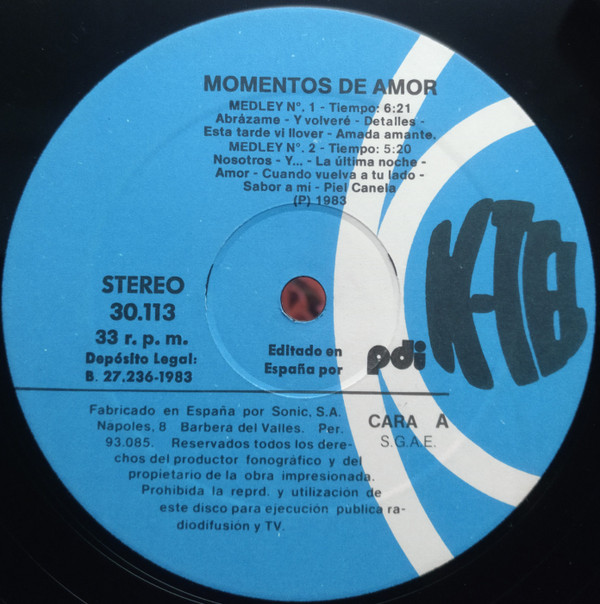 MOMENTOS DE AMOR
MEDLEY Nº. 1 - Tiempo: 6:21
Abrázame - Y volveré - Detalles -
Esta tarde vi llover - Amada amante.
MEDLEY Nº. 2 - Tiempo: 5:20
Nosotros - Y... - La última noche -
Amor - Cuando vuelva a tu lado -
Sabor a mi - Piel Canela
(P) 1983
K-TEL
STEREO
30.113
33 r. p. m.
Depósito Legal:
B. 27.236-1983
Editado en
España por
pdi
CARA A
S.G.A.E.
Fabricado en España por Sonic, S.A.
Napoles, 8 Barbera del Valles. Per.
93.085. Reservados todos los dere-
chos del productor fonográfico y del
propietario de la obra impresionada.
Prohibida la reprd. y utilización de
este disco para ejecución publica ra-
diodifusión y TV.